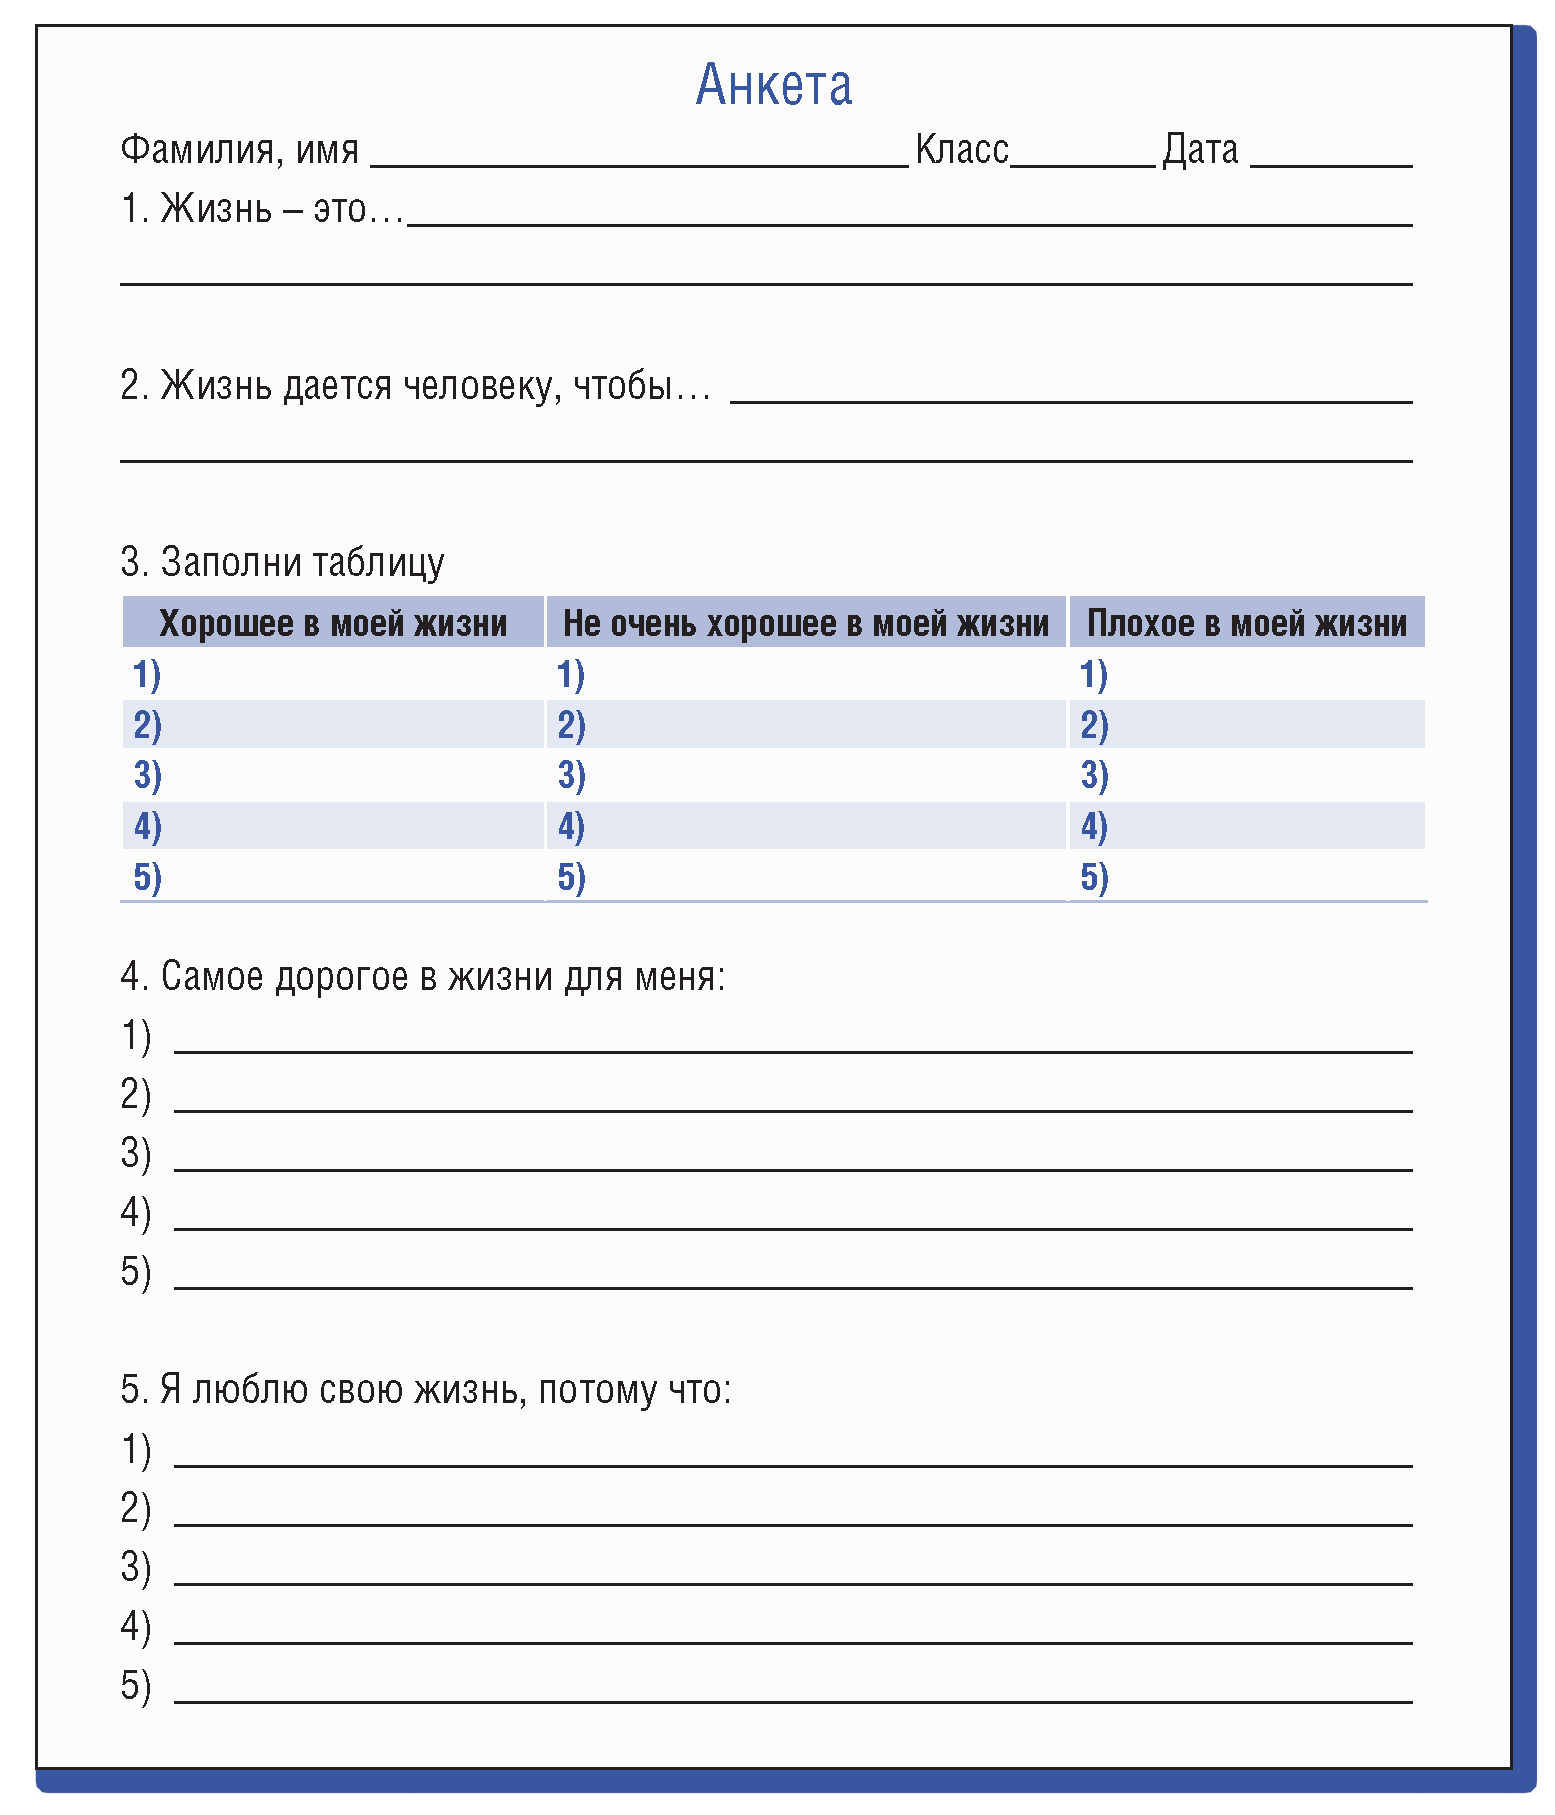 Анкета
Фамилия, имя Класс Дата
1. Жизнь – это…
2. Жизнь дается человеку, чтобы…
3. Заполни таблицу
Хорошее в моей жизни Не очень хорошее в моей жизни Плохое в моей жизни
1) 1) 1)
2) 2) 2)
3) 3) 3)
4) 4) 4)
5) 5) 5)
4. Самое дорогое в жизни для меня:
1)
2)
3)
4)
5)
5. Я люблю свою жизнь, потому что:
1)
2)
3)
4)
5)